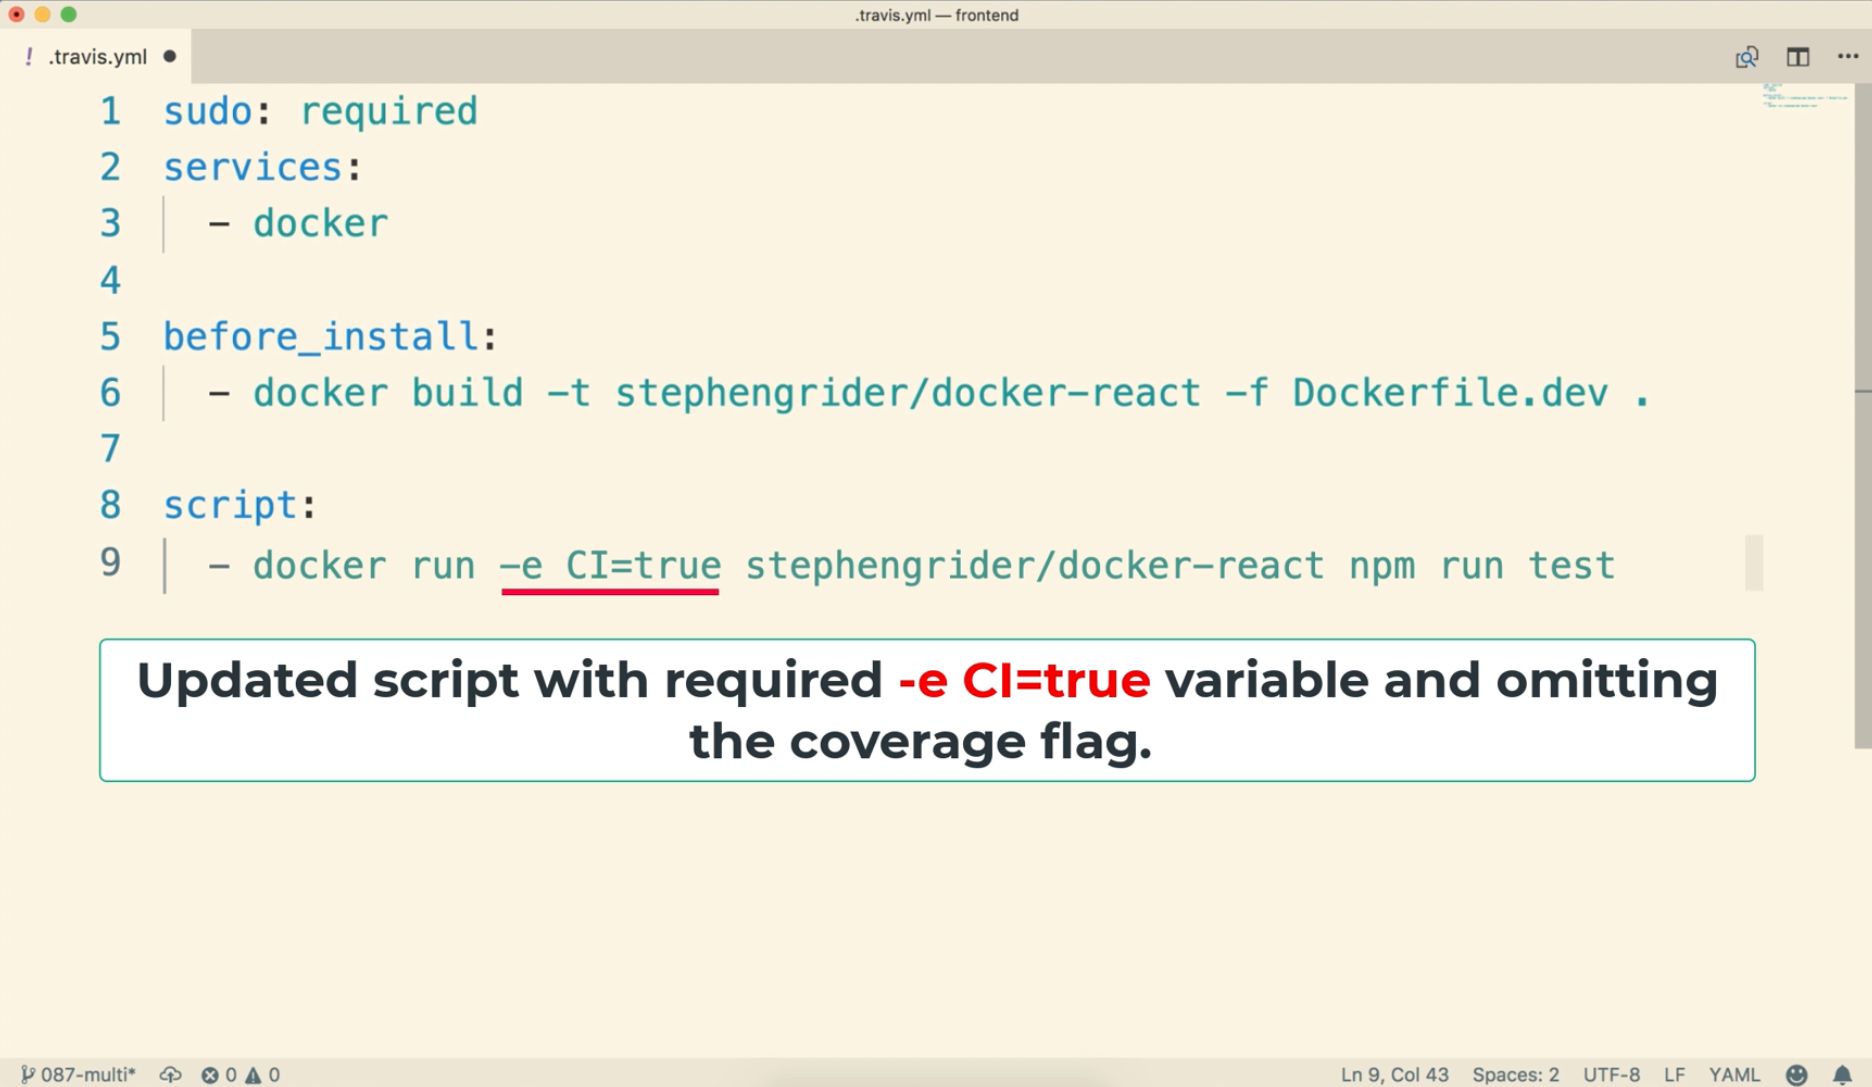 .travis.yml — frontend
! .travis.yml ●
1 sudo: required
2 services:
3 - docker
4
5 before_install:
6 - docker build -t stephengrider/docker-react -f Dockerfile.dev .
7
8 script:
9 - docker run -e CI=true stephengrider/docker-react npm run test
Updated script with required -e CI=true variable and omitting
the coverage flag.
087-multi* 0 0 Ln 9, Col 43 Spaces: 2 UTF-8 LF YAML